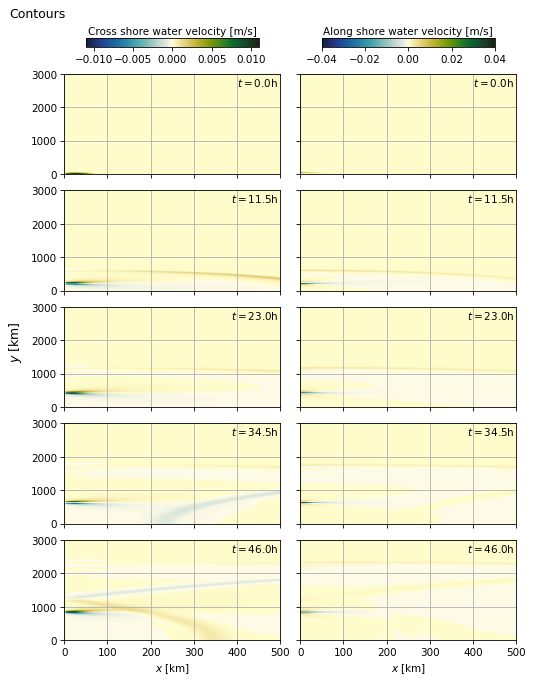 Contours
Cross shore water velocity [m/s]
Along shore water velocity [m/s]
−0.010 −0.005 0.000 0.005 0.010
−0.04 −0.02 0.00 0.02 0.04
3000
2000
1000
0
t = 0.0h
t = 0.0h
3000
2000
1000
0
t = 11.5h
t = 11.5h
3000
2000
1000
0
t = 23.0h
t = 23.0h
y [km]
3000
2000
1000
0
t = 34.5h
t = 34.5h
3000
2000
1000
0
t = 46.0h
t = 46.0h
0 100 200 300 400 500
0 100 200 300 400 500
x [km]
x [km]